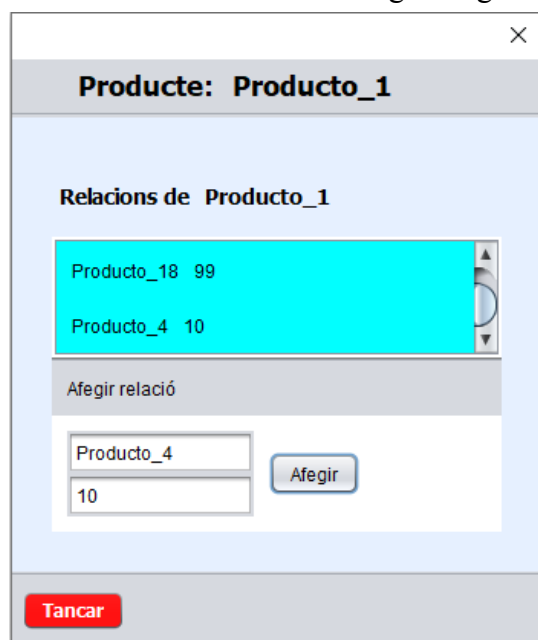 Producte: Producto_1
Relacions de Producto_1
Producto_18 99
Producto_4 10
Afegir relació
Producto_4
10
Afegir
Tancar